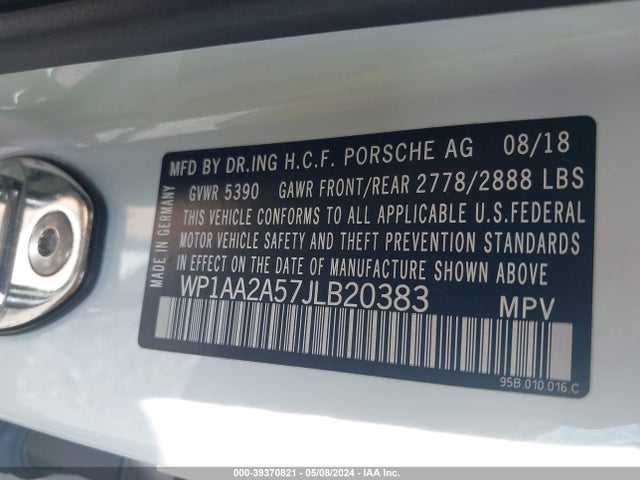 MFD BY DR.ING H.C.F. PORSCHE AG 08/18
GVWR 5390 GAWR FRONT/REAR 2778/2888 LBS
THIS VEHICLE CONFORMS TO ALL APPLICABLE U.S.FEDERAL
MOTOR VEHICLE SAFETY AND THEFT PREVENTION STANDARDS
IN EFFECT ON THE DATE OF MANUFACTURE SHOWN ABOVE
WP1AA2A57JLB20383 MPV
MADE IN GERMANY
95B.010.016.C
000-39370821 - 05/08/2024 - IAA Inc.